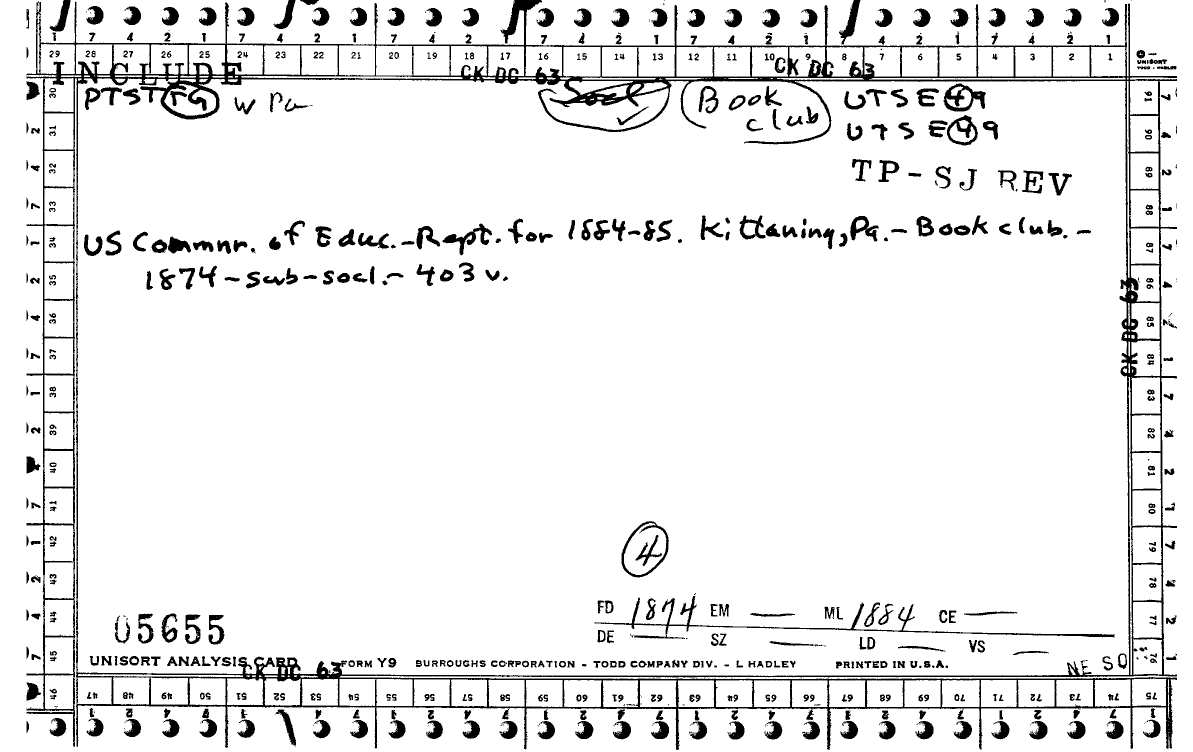 7 4 2 1 7 4 2 1 7 4 2 1 7 4 2 1 7 4 2 1 7 4 2 1 7 4 2 1
29 28 27 26 25 24 23 22 21 20 19 18 17 16 15 14 13 12 11 10 9 8 7 6 5 4 3 2 1
UNISORT
TODD - HADLEY
INCLUDE CK DC 63 CK DC 63
PTSTTG W Pa Socl Book club UTSE49
UTSE49
TP-SJ REV
US Commnr. of Educ.-Rept. for 1884-85. Kittaning, Pa.- Book club.-
1874-sub-socl.- 403 v.
CK DC 63
4
05655
FD 1874 EM — ML 1884 CE —
DE — SZ — LD — VS —
UNISORT ANALYSIS CARD FORM Y9 BURROUGHS CORPORATION - TODD COMPANY DIV. - L HADLEY PRINTED IN U.S.A.
CK DC 63 NE SO
30 31 32 33 34 35 36 37 38 39 40 41 42 43 44 45 46
91 90 89 88 87 86 85 84 83 82 81 80 79 78 77 76
47 48 49 50 51 52 53 54 55 56 57 58 59 60 61 62 63 64 65 66 67 68 69 70 71 72 73 74 75